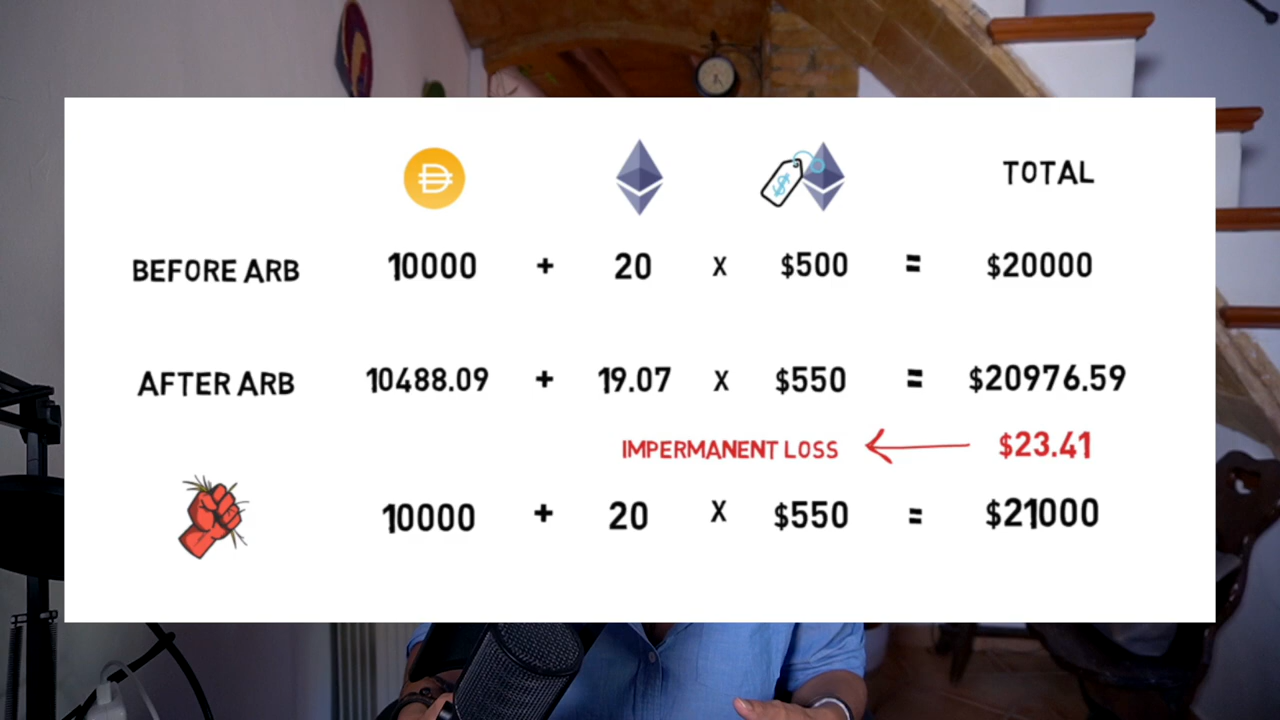 TOTAL
BEFORE ARB 10000 + 20 X $500 = $20000
AFTER ARB 10488.09 + 19.07 X $550 = $20976.59
IMPERMANENT LOSS $23.41
10000 + 20 X $550 = $21000